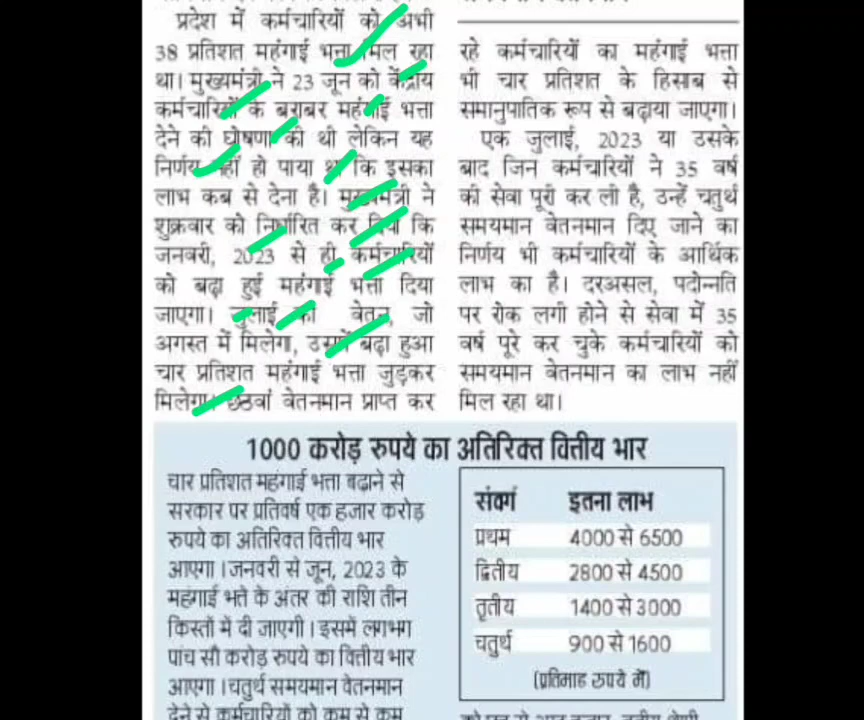 प्रदेश में कर्मचारियों को अभी
38 प्रतिशत महंगाई भत्ता मिल रहा
था। मुख्यमंत्री ने 23 जून को केंद्रीय
कर्मचारियों के बराबर महंगाई भत्ता
देने की घोषणा की थी लेकिन यह
निर्णय नहीं हो पाया था कि इसका
लाभ कब से देना है। मुख्यमंत्री ने
शुक्रवार को निर्धारित कर दिया कि
जनवरी, 2023 से ही कर्मचारियों
को बढ़ा हुई महंगाई भत्ता दिया
जाएगा। जुलाई का वेतन, जो
अगस्त में मिलेगा, उसमें बढ़ा हुआ
चार प्रतिशत महंगाई भत्ता जुड़कर
मिलेगा। छठवां वेतनमान प्राप्त कर
रहे कर्मचारियों का महंगाई भत्ता
भी चार प्रतिशत के हिसाब से
समानुपातिक रूप से बढ़ाया जाएगा।
एक जुलाई, 2023 या उसके
बाद जिन कर्मचारियों ने 35 वर्ष
की सेवा पूरी कर ली है, उन्हें चतुर्थ
समयमान वेतनमान दिए जाने का
निर्णय भी कर्मचारियों के आर्थिक
लाभ का है। दरअसल, पदोन्नति
पर रोक लगी होने से सेवा में 35
वर्ष पूरे कर चुके कर्मचारियों को
समयमान वेतनमान का लाभ नहीं
मिल रहा था।
1000 करोड़ रुपये का अतिरिक्त वित्तीय भार
चार प्रतिशत महंगाई भत्ता बढ़ाने से
सरकार पर प्रतिवर्ष एक हजार करोड़
रुपये का अतिरिक्त वित्तीय भार
आएगा। जनवरी से जून, 2023 के
महंगाई भत्ते के अंतर की राशि तीन
किस्तों में दी जाएगी। इसमें लगभग
पांच सौ करोड़ रुपये का वित्तीय भार
आएगा। चतुर्थ समयमान वेतनमान
देने से कर्मचारियों को कम से कम
संवर्ग इतना लाभ
प्रथम 4000 से 6500
द्वितीय 2800 से 4500
तृतीय 1400 से 3000
चतुर्थ 900 से 1600
(प्रतिमाह रुपये में)